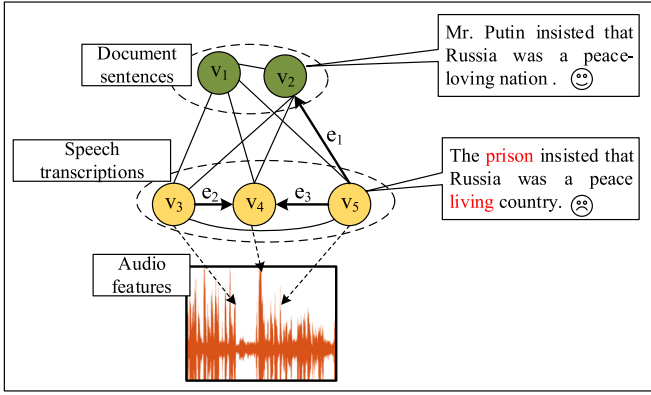 Document
sentences
v1
v2
Mr. Putin insisted that
Russia was a peace-
loving nation .
e1
Speech
transcriptions
The prison insisted that
Russia was a peace
living country.
v3
e2
v4
e3
v5
Audio
features